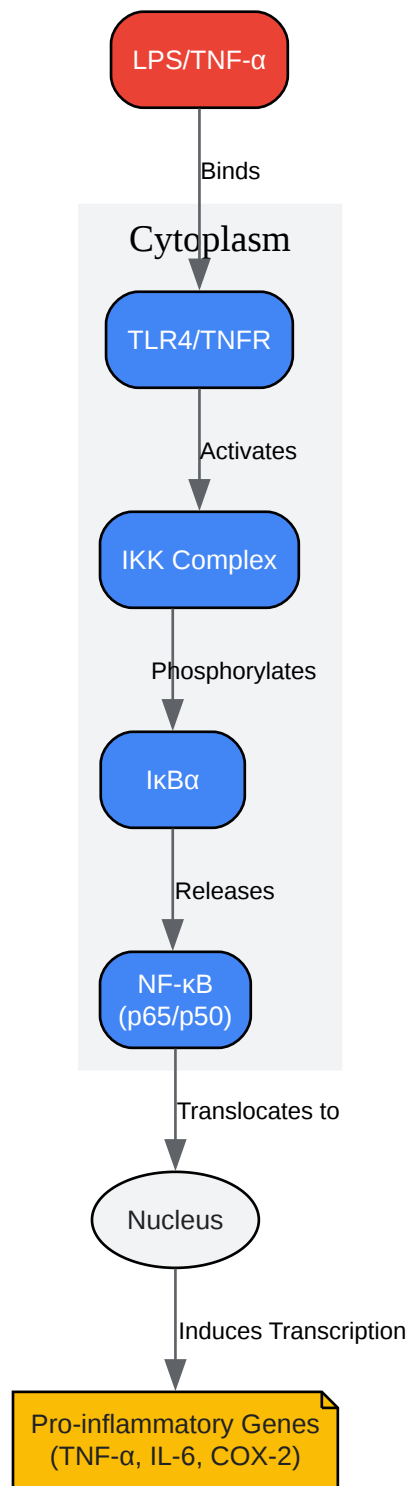 LPS/TNF-α
Binds
Cytoplasm
TLR4/TNFR
Activates
IKK Complex
Phosphorylates
IκBα
Releases
NF-κB
(p65/p50)
Translocates to
Nucleus
Induces Transcription
Pro-inflammatory Genes
(TNF-α, IL-6, COX-2)